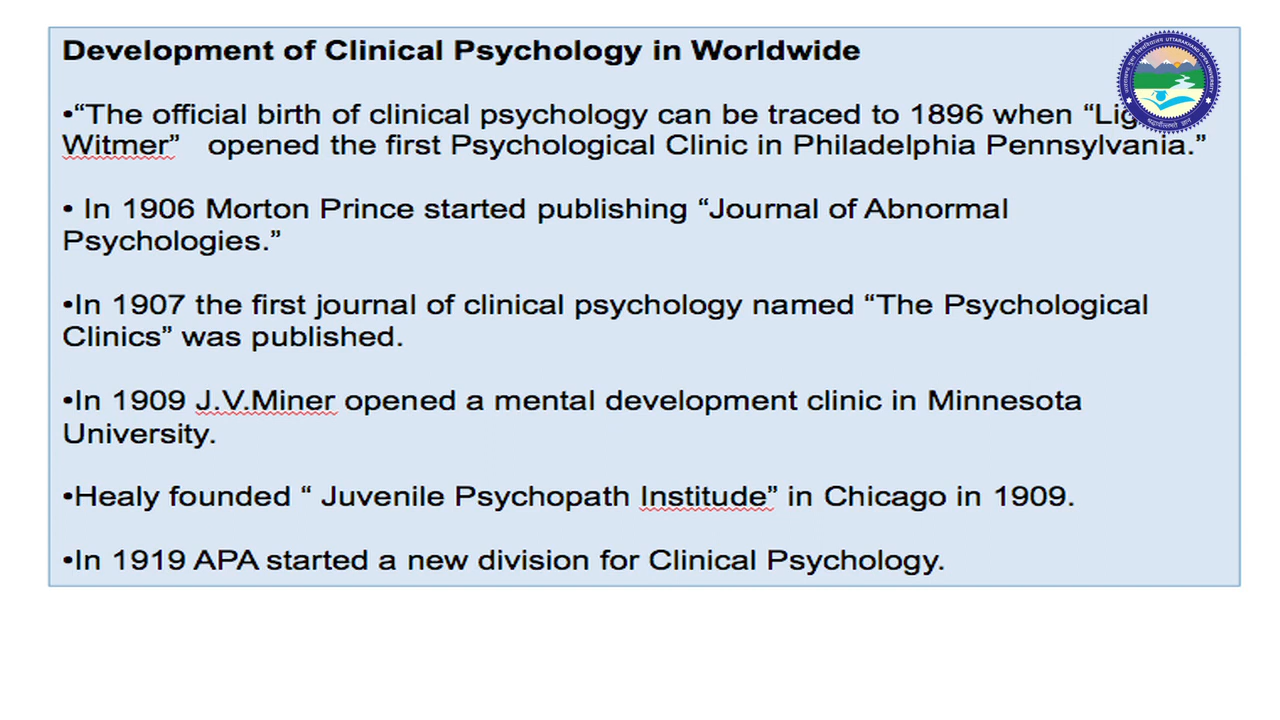 Development of Clinical Psychology in Worldwide
•“The official birth of clinical psychology can be traced to 1896 when
Witmer” opened the first Psychological Clinic in Philadelphia Pennsylvania.”
• In 1906 Morton Prince started publishing “Journal of Abnormal
Psychologies.”
•In 1907 the first journal of clinical psychology named “The Psychological
Clinics” was published.
•In 1909 J.V.Miner opened a mental development clinic in Minnesota
University.
•Healy founded “ Juvenile Psychopath Institude” in Chicago in 1909.
•In 1919 APA started a new division for Clinical Psychology.
UTTARAKHAND OPEN UNIVERSITY